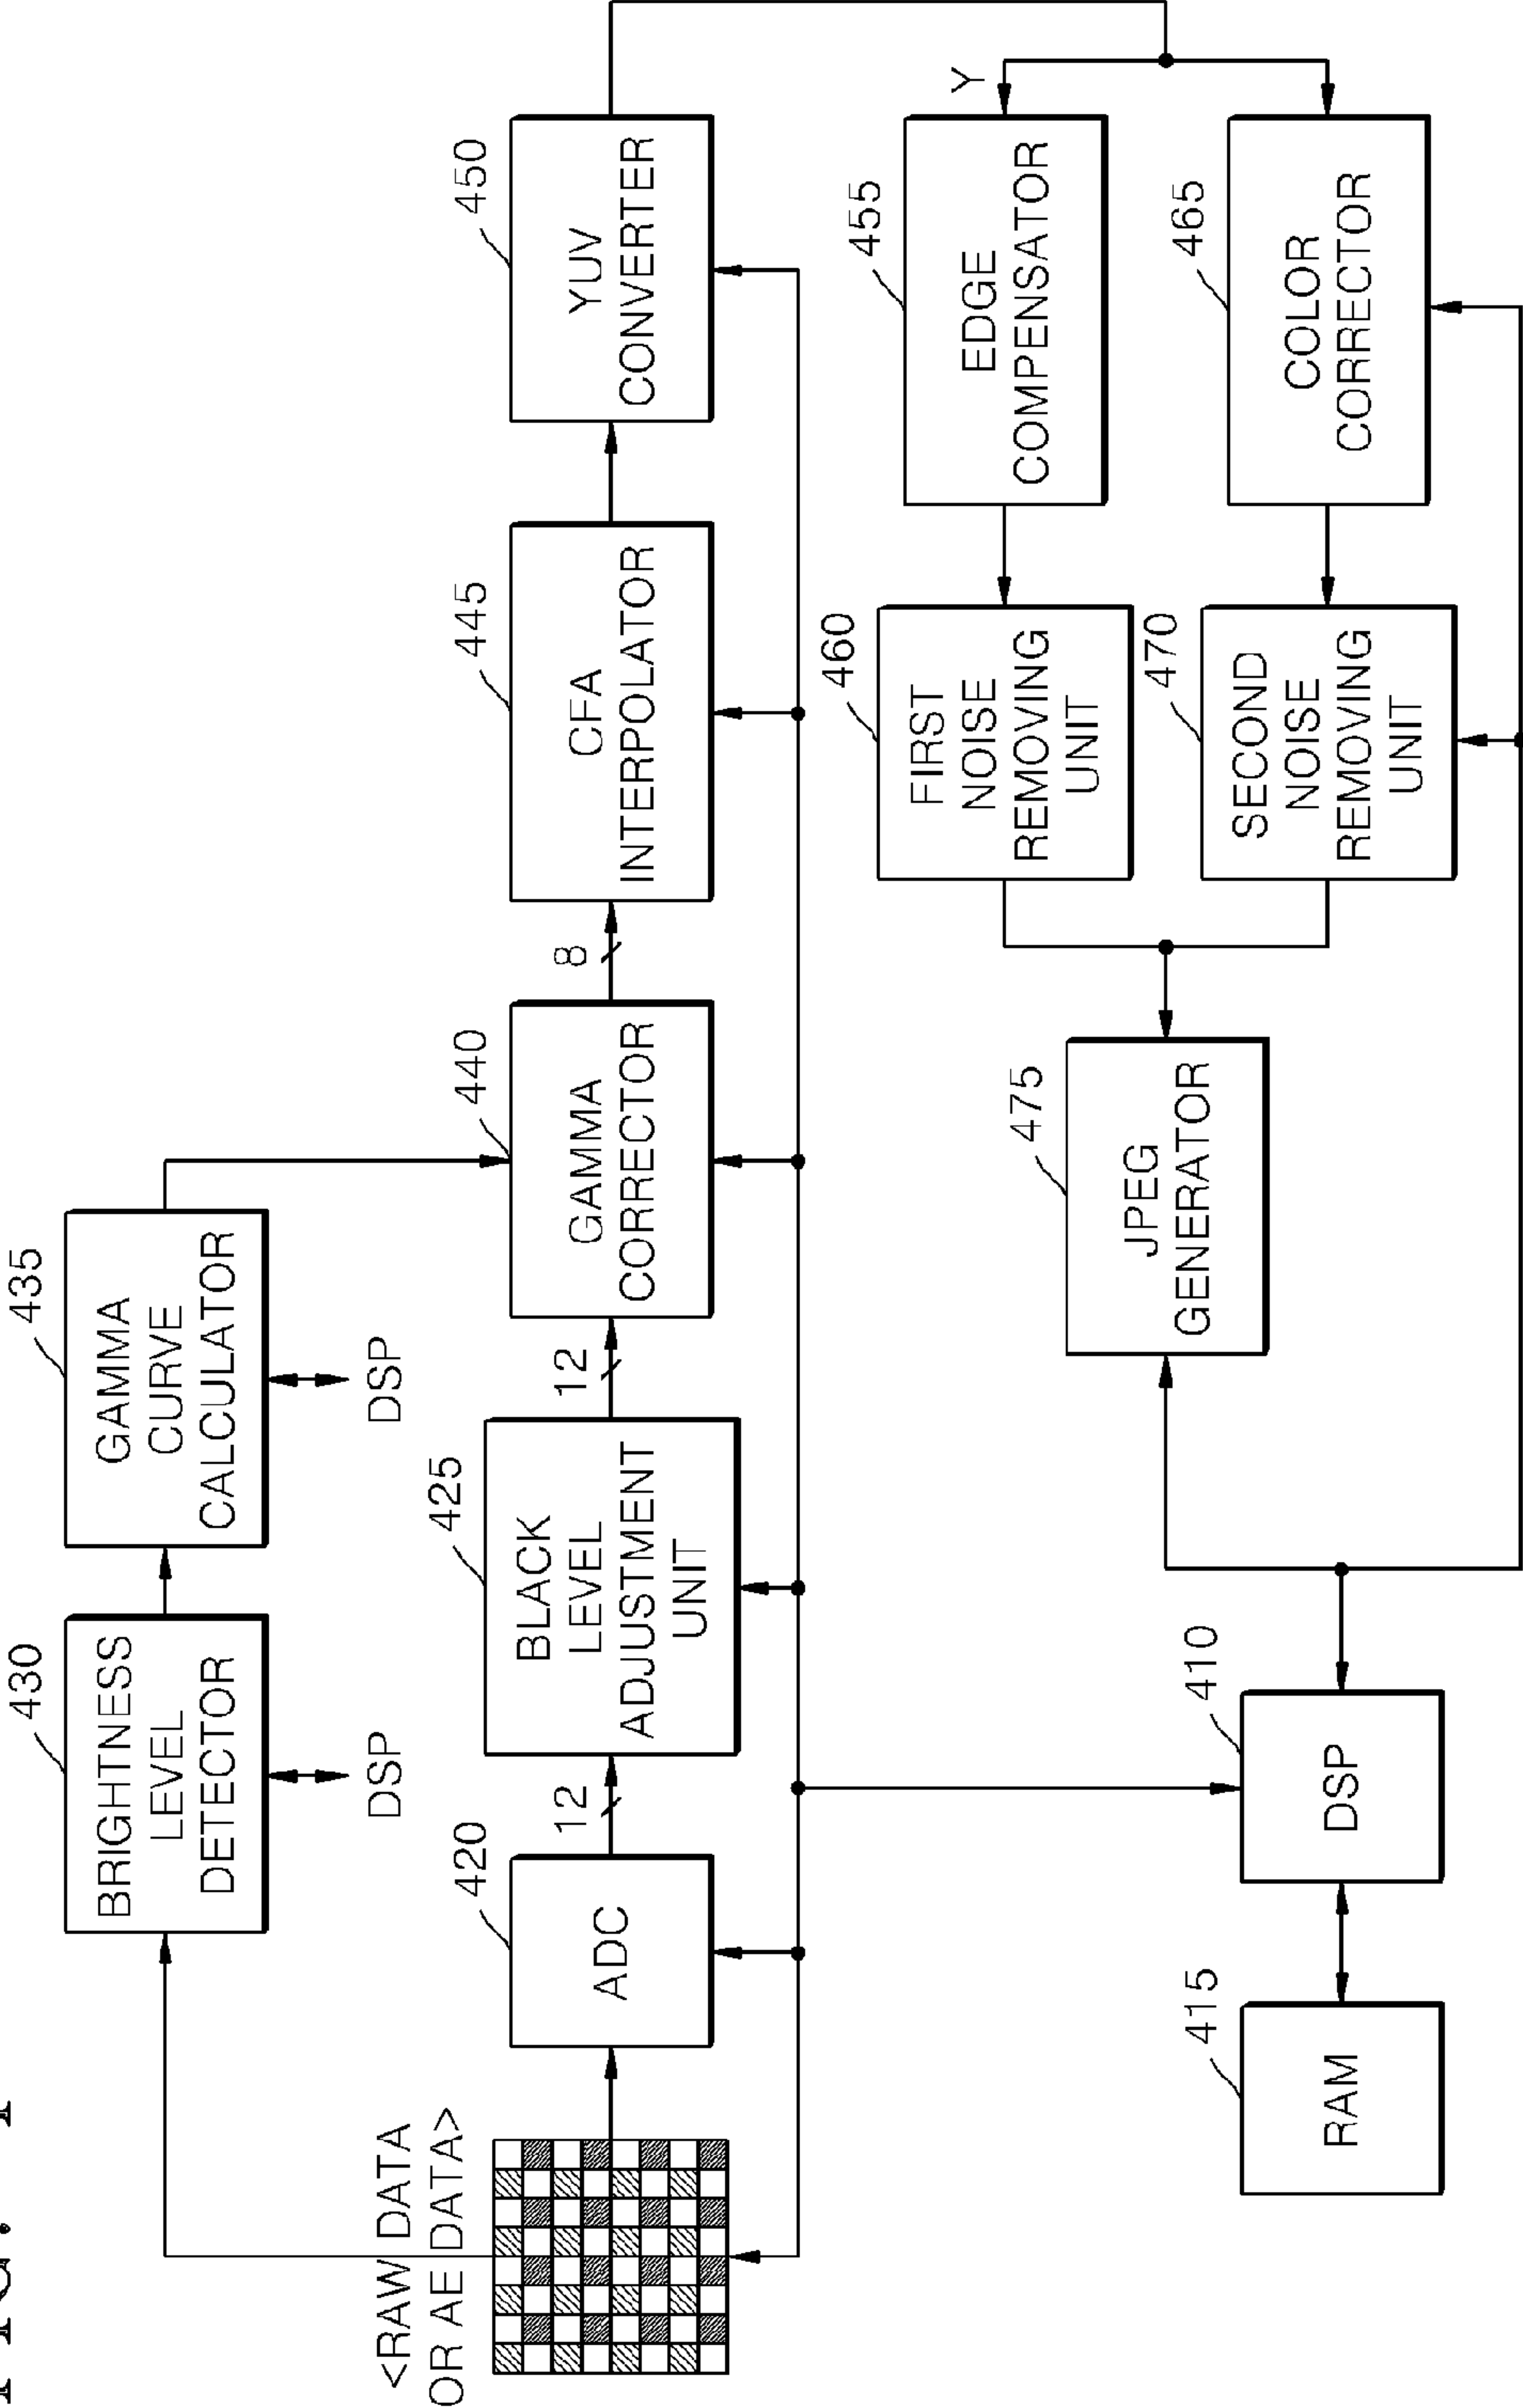 430
BRIGHTNESS
LEVEL
DETECTOR
DSP
435
GAMMA
CURVE
CALCULATOR
DSP
<RAW DATA
OR AE DATA>
420
ADC
12
425
BLACK
LEVEL
ADJUSTMENT
UNIT
12
440
GAMMA
CORRECTOR
8
445
CFA
INTERPOLATOR
450
YUV
CONVERTER
Y
455
EDGE
COMPENSATOR
460
FIRST
NOISE
REMOVING
UNIT
465
COLOR
CORRECTOR
470
SECOND
NOISE
REMOVING
UNIT
475
JPEG
GENERATOR
410
DSP
415
RAM